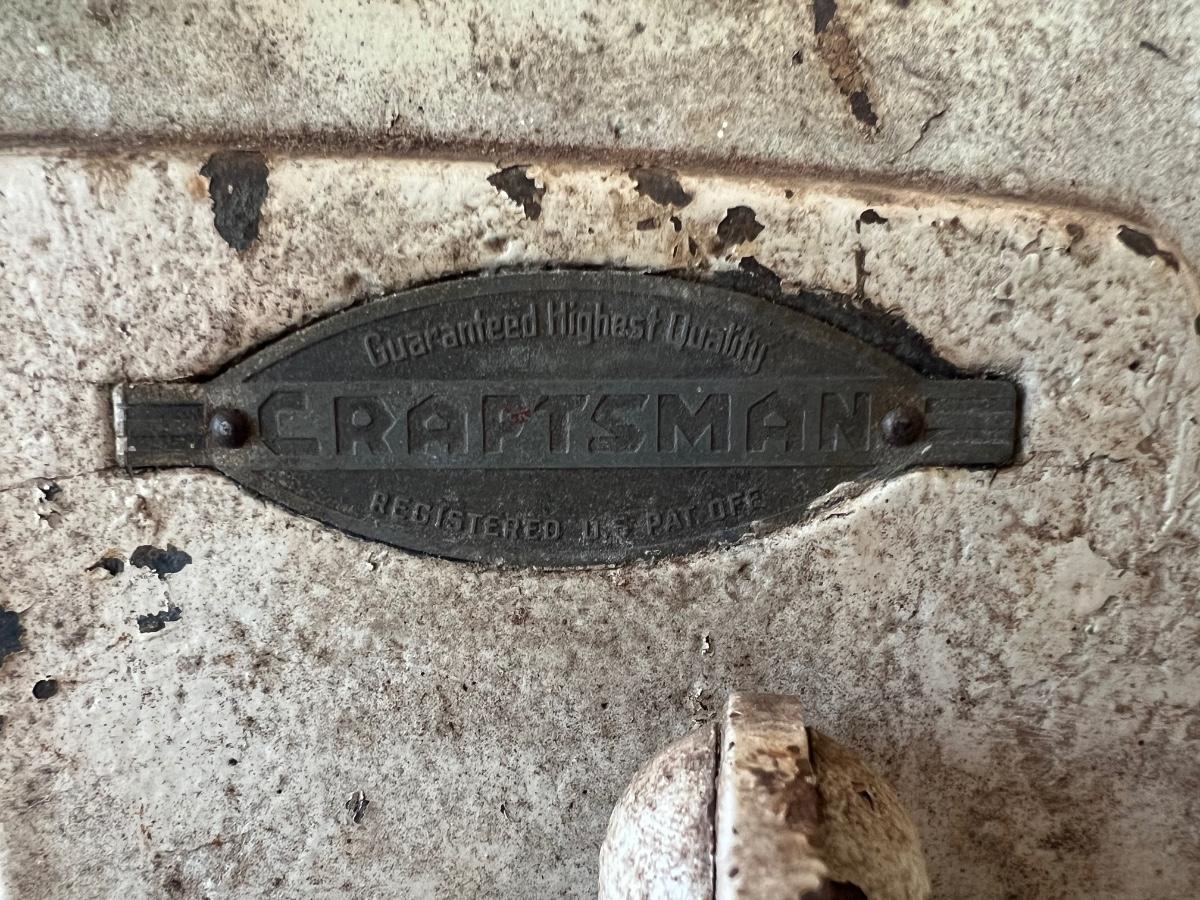 Guaranteed Highest Quality
CRAFTSMAN
REGISTERED U.S. PAT. OFF.